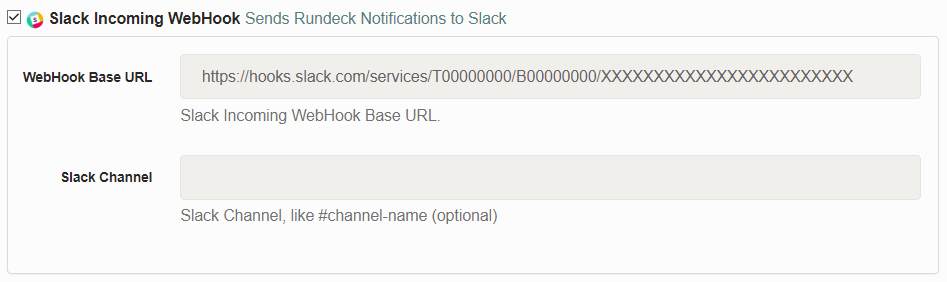 Slack Incoming WebHook Sends Rundeck Notifications to Slack
WebHook Base URL
https://hooks.slack.com/services/T00000000/B00000000/XXXXXXXXXXXXXXXXXXXXXXXX
Slack Incoming WebHook Base URL.
Slack Channel
Slack Channel, like #channel-name (optional)